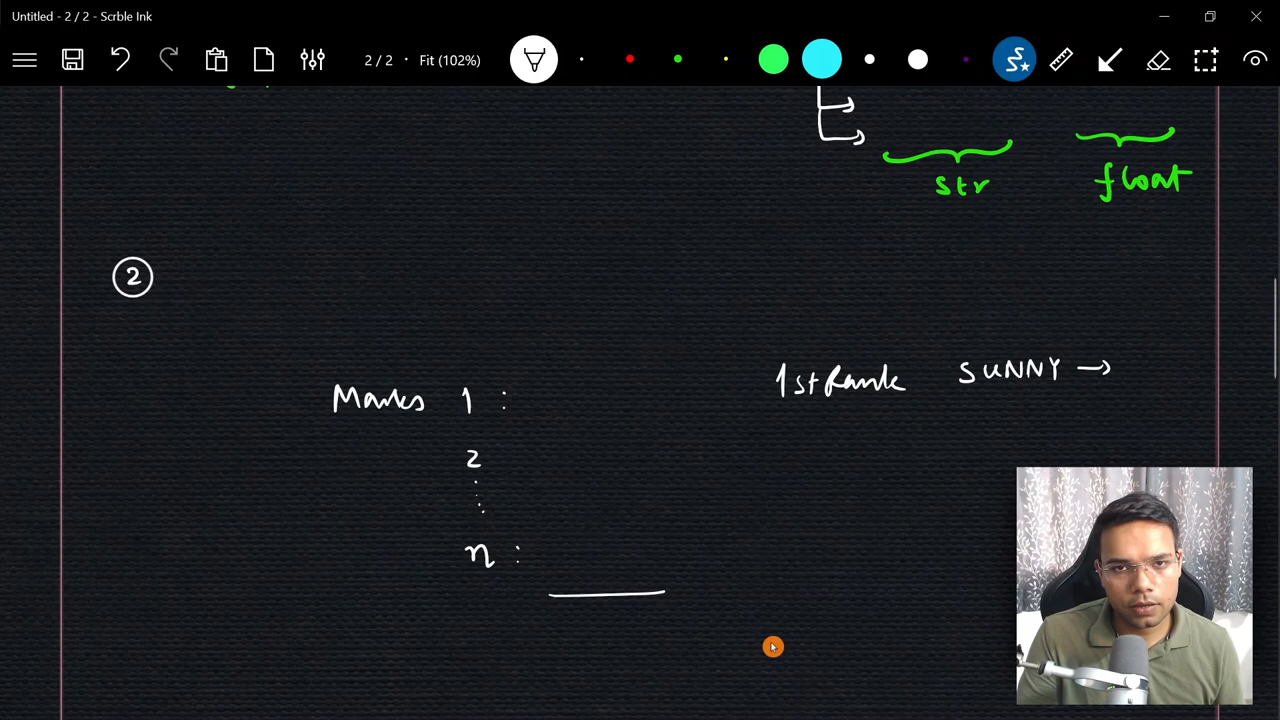 Untitled - 2 / 2 - Scrble Ink
2 / 2 · Fit (102%)
str float
2
1st Rank SUNNY →
Marks 1 :
2
n :